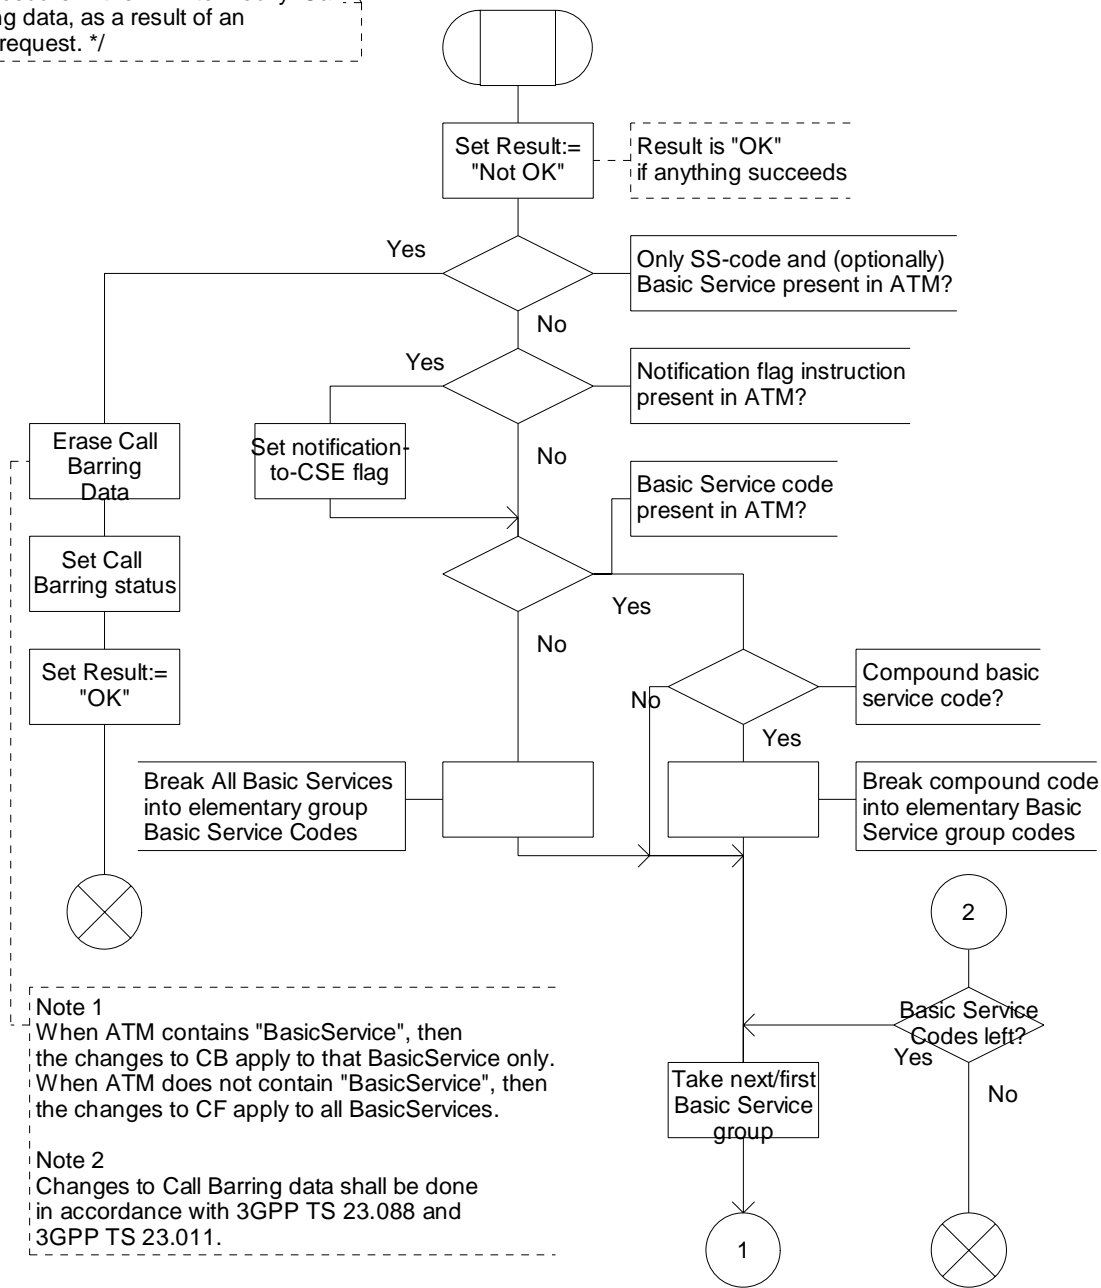 ng data, as a result of an
request. */
Set Result:=
"Not OK"
Result is "OK"
if anything succeeds
Yes
Only SS-code and (optionally)
Basic Service present in ATM?
No
Yes
Notification flag instruction
present in ATM?
Erase Call
Barring
Data
Set notification-
to-CSE flag
No
Basic Service code
present in ATM?
Set Call
Barring status
Yes
No
Set Result:=
"OK"
Compound basic
service code?
No
Yes
Break All Basic Services
into elementary group
Basic Service Codes
Break compound code
into elementary Basic
Service group codes
2
Note 1
When ATM contains "BasicService", then
the changes to CB apply to that BasicService only.
When ATM does not contain "BasicService", then
the changes to CF apply to all BasicServices.
Note 2
Changes to Call Barring data shall be done
in accordance with 3GPP TS 23.088 and
3GPP TS 23.011.
Basic Service
Codes left?
Yes
No
Take next/first
Basic Service
group
1